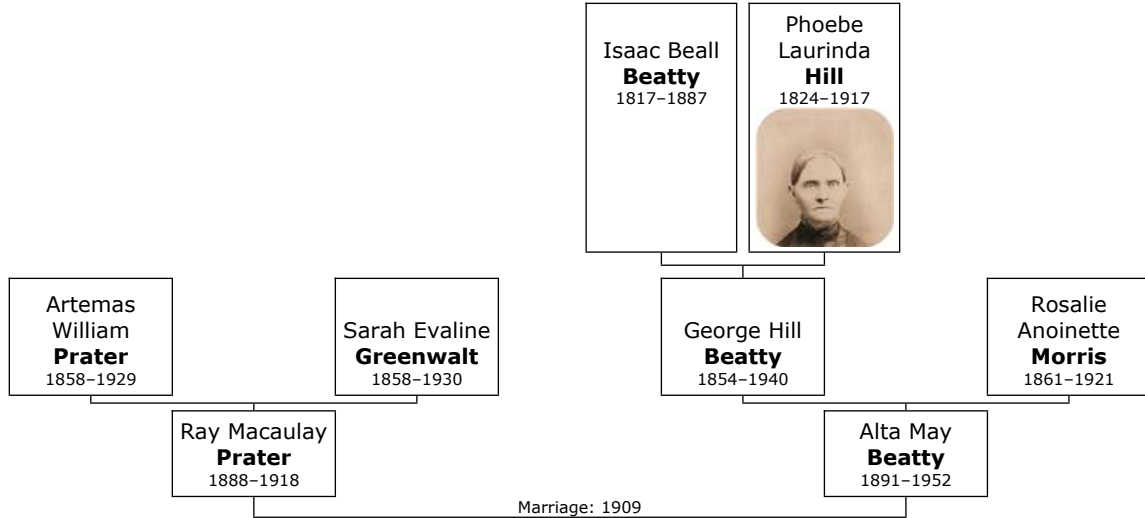 Isaac Beall
Beatty
1817–1887
Phoebe
Laurinda
Hill
1824–1917
Artemas
William
Prater
1858–1929
Sarah Evaline
Greenwalt
1858–1930
George Hill
Beatty
1854–1940
Rosalie
Anoinette
Morris
1861–1921
Ray Macaulay
Prater
1888–1918
Alta May
Beatty
1891–1952
Marriage: 1909